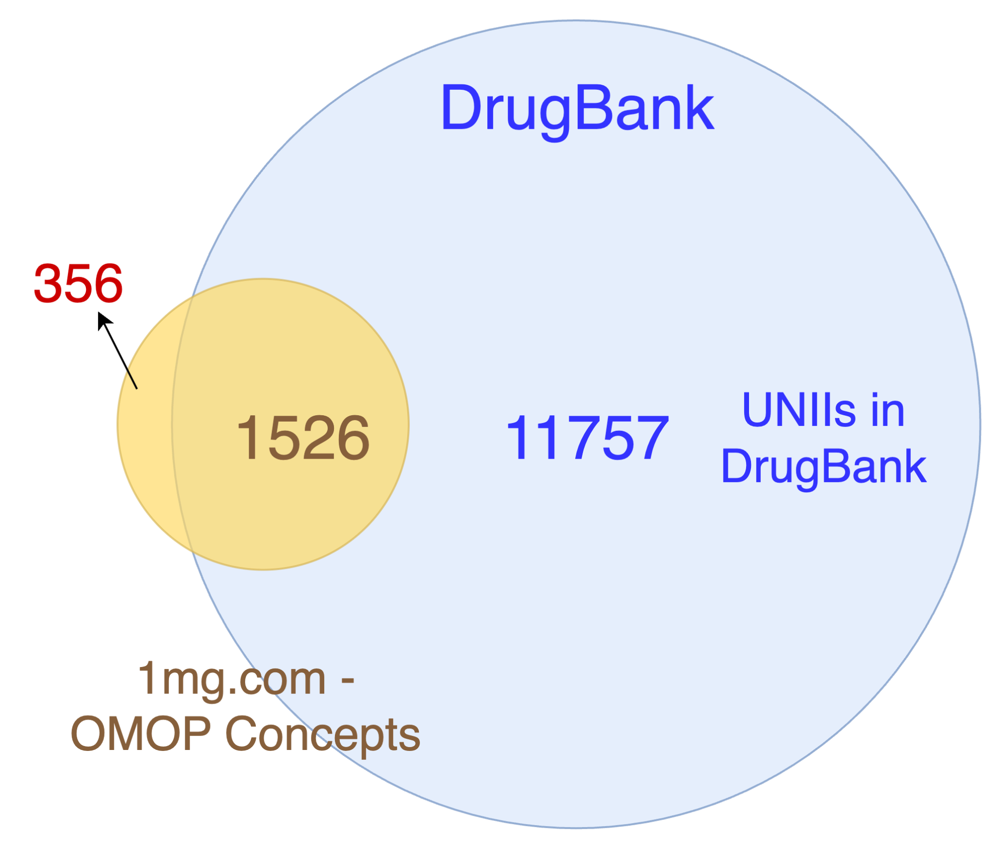 DrugBank
356
1526
11757
UNIIs in
DrugBank
1mg.com -
OMOP Concepts